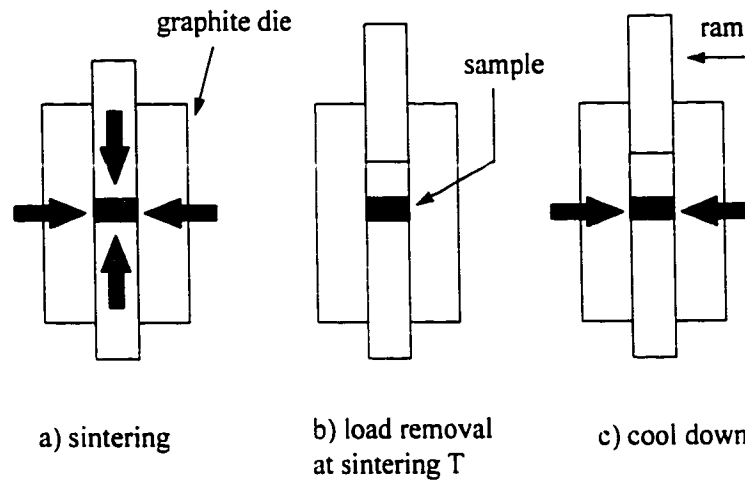 graphite die
ram
sample
a) sintering
b) load removal
at sintering T
c) cool down